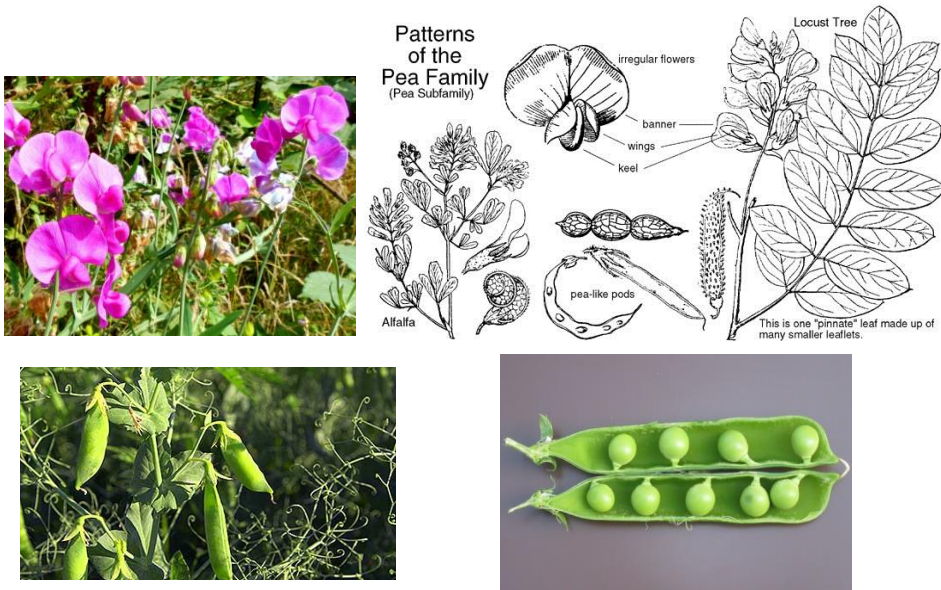 Patterns
of the
Pea Family
(Pea Subfamily)
irregular flowers
banner
wings
keel
Locust Tree
pea-like pods
Alfalfa
This is one "pinnate" leaf made up of
many smaller leaflets.